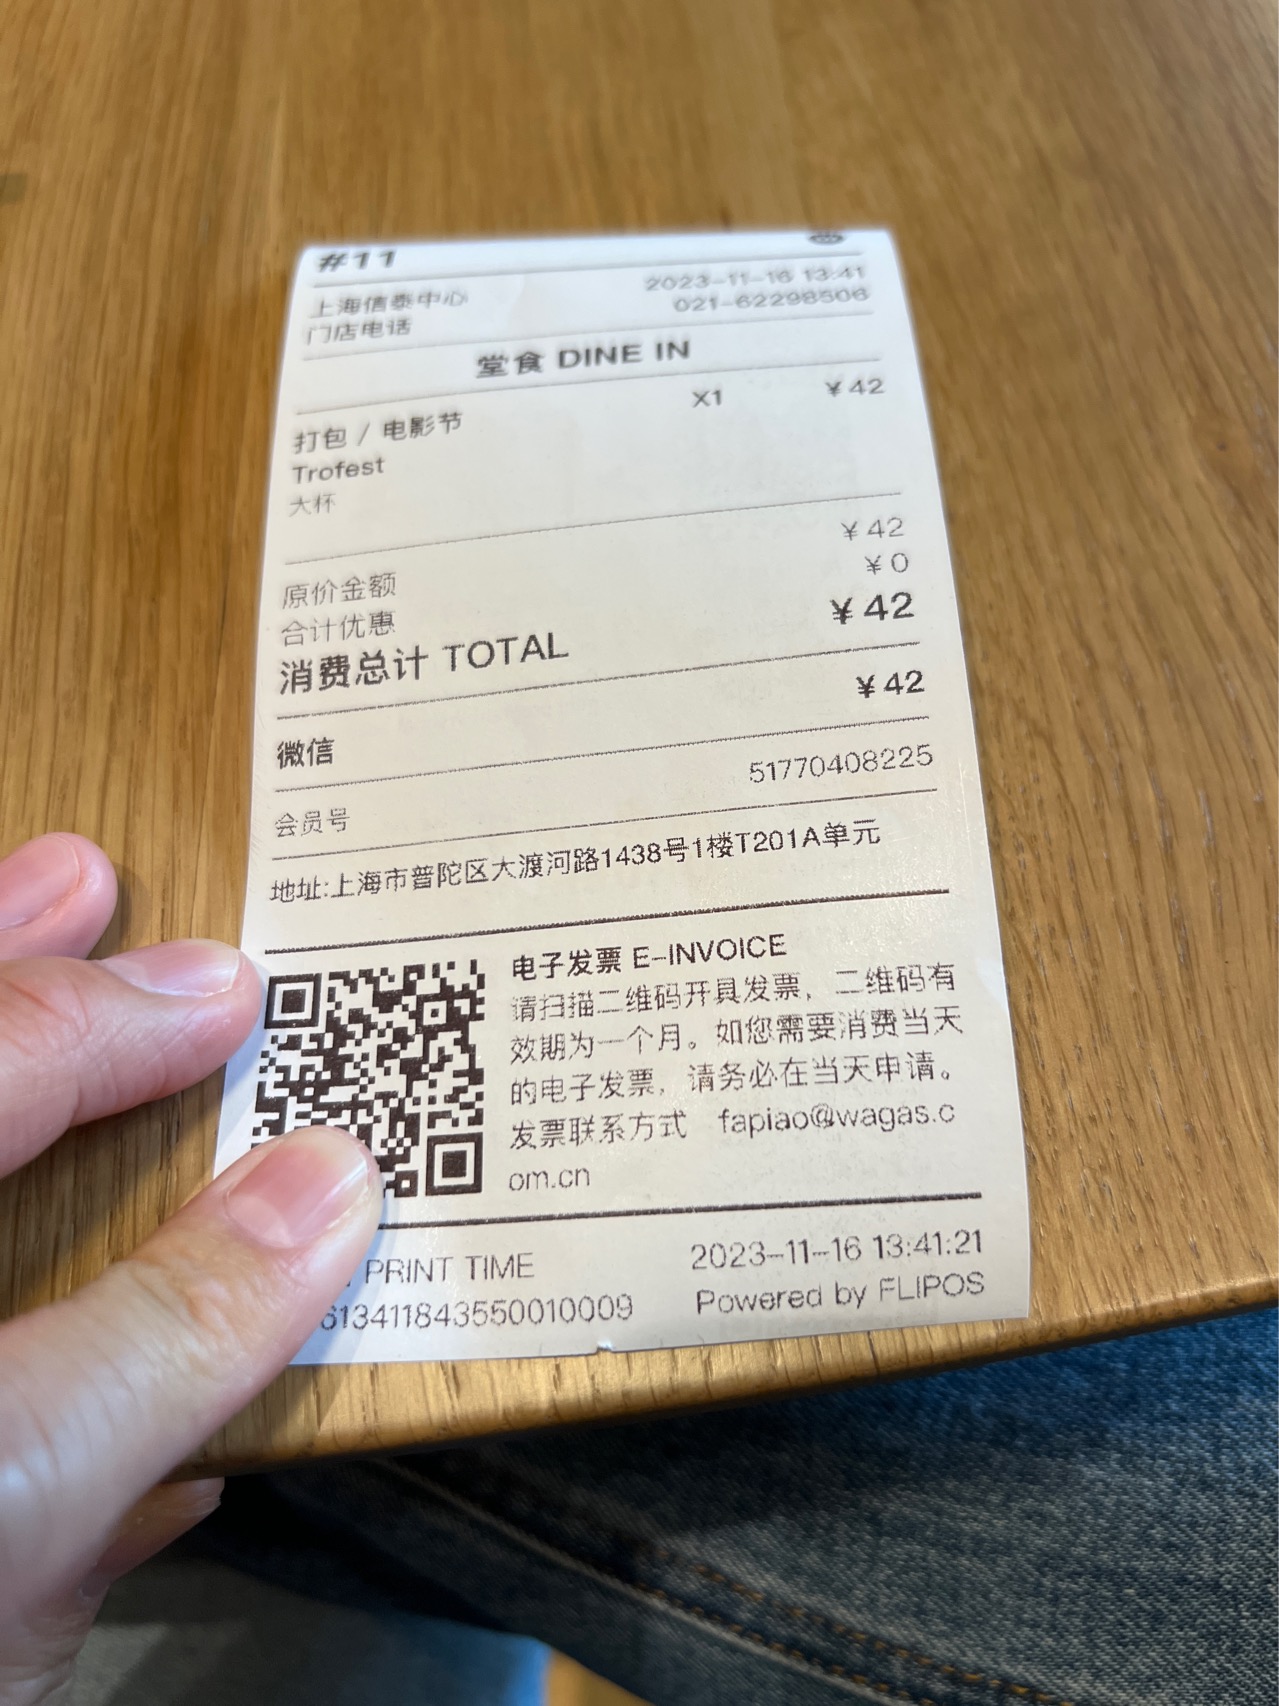 #11
上海信泰中心 2023-11-16 13:41
门店电话 021-62298506
堂食 DINE IN
打包 / 电影节 X1 ¥42
Trofest
大杯
原价金额 ¥42
合计优惠 ¥0
消费总计 TOTAL ¥42
微信 ¥42
会员号 51770408225
地址:上海市普陀区大渡河路1438号1楼T201A单元
电子发票 E-INVOICE
请扫描二维码开具发票，二维码有
效期为一个月。如您需要消费当天
的电子发票，请务必在当天申请。
发票联系方式 fapiao@wagas.c
om.cn
PRINT TIME 2023-11-16 13:41:21
613411843550010009 Powered by FLIPOS